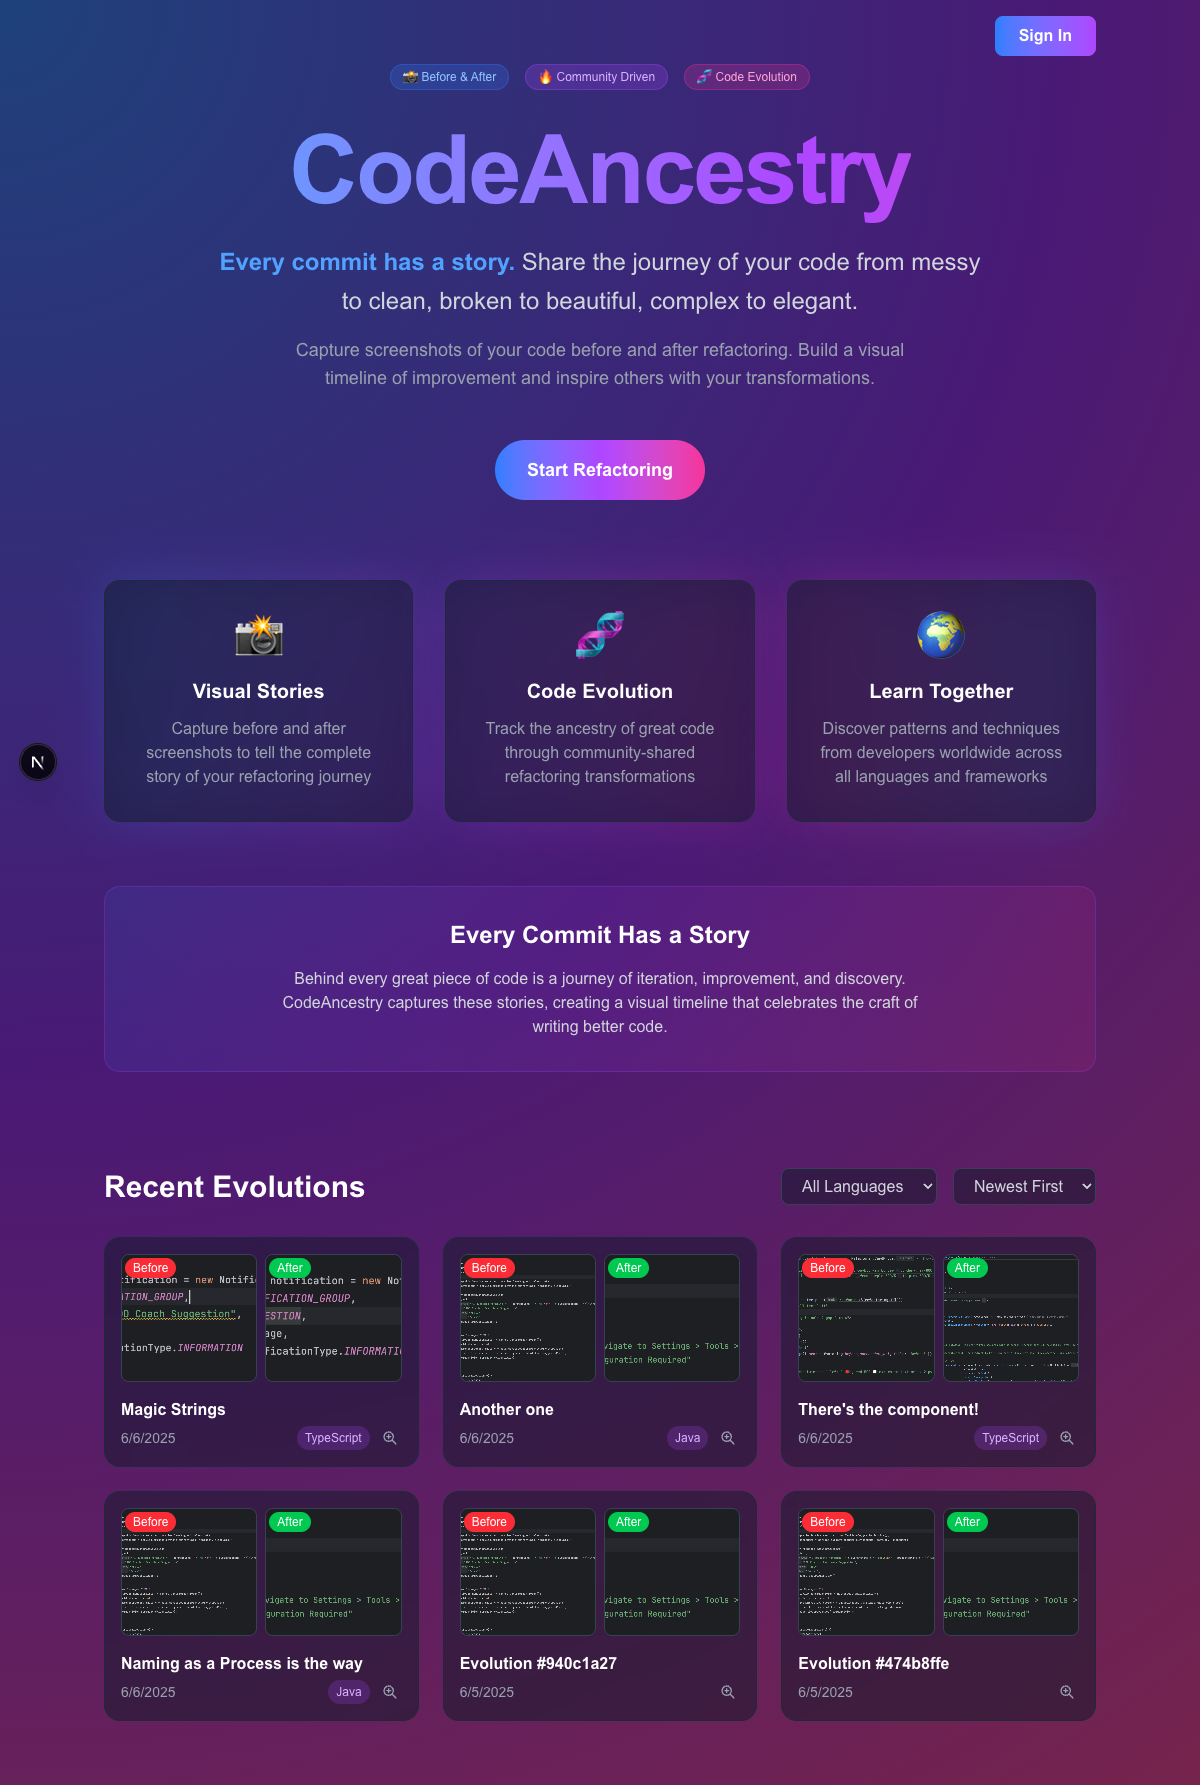 Sign In
Before & After
Community Driven
Code Evolution
CodeAncestry
Every commit has a story. Share the journey of your code from messy
to clean, broken to beautiful, complex to elegant.
Capture screenshots of your code before and after refactoring. Build a visual
timeline of improvement and inspire others with your transformations.
Start Refactoring
Visual Stories
Capture before and after
screenshots to tell the complete
story of your refactoring journey
Code Evolution
Track the ancestry of great code
through community-shared
refactoring transformations
Learn Together
Discover patterns and techniques
from developers worldwide across
all languages and frameworks
N
Every Commit Has a Story
Behind every great piece of code is a journey of iteration, improvement, and discovery.
CodeAncestry captures these stories, creating a visual timeline that celebrates the craft of
writing better code.
Recent Evolutions
All Languages
Newest First
Before
tification = new Notifi
ATION_GROUP,
DD Coach Suggestion",
ationType.INFORMATION
After
notification = new Not
FICATION_GROUP,
ESTION,
age,
ficationType.INFORMATI
Magic Strings
6/6/2025
TypeScript
Before
After
vigate to Settings > Tools >
guration Required"
Another one
6/6/2025
Java
Before
After
There's the component!
6/6/2025
TypeScript
Before
After
vigate to Settings > Tools >
guration Required"
Naming as a Process is the way
6/6/2025
Java
Before
After
vigate to Settings > Tools >
guration Required"
Evolution #940c1a27
6/5/2025
Before
After
vigate to Settings > Tools >
guration Required"
Evolution #474b8ffe
6/5/2025